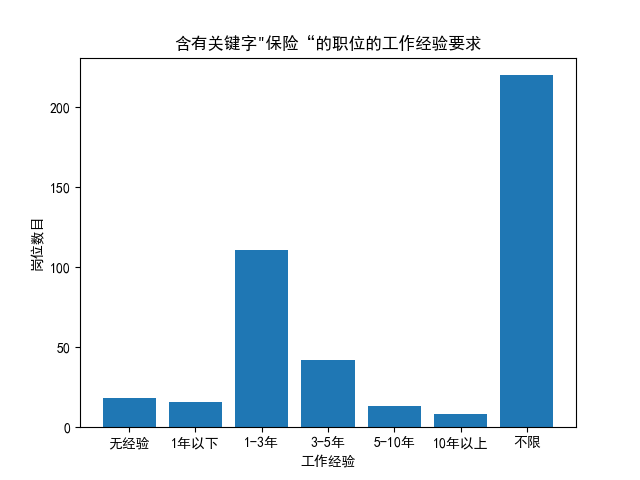 含有关键字"保险“的职位的工作经验要求
岗位数目
200
150
100
50
0
无经验 1年以下 1-3年 3-5年 5-10年 10年以上 不限
工作经验